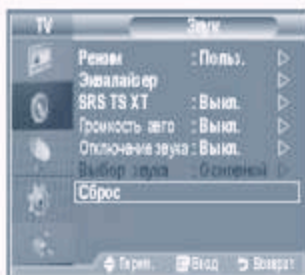 TV Звук
Режим : Польз.
Эквалайзер
SRS TS XT : Выкл.
Громкость авто : Выкл.
Отключение звука : Выкл.
Выбор звука : Основной
Сброс
Перем. Вход Возврат